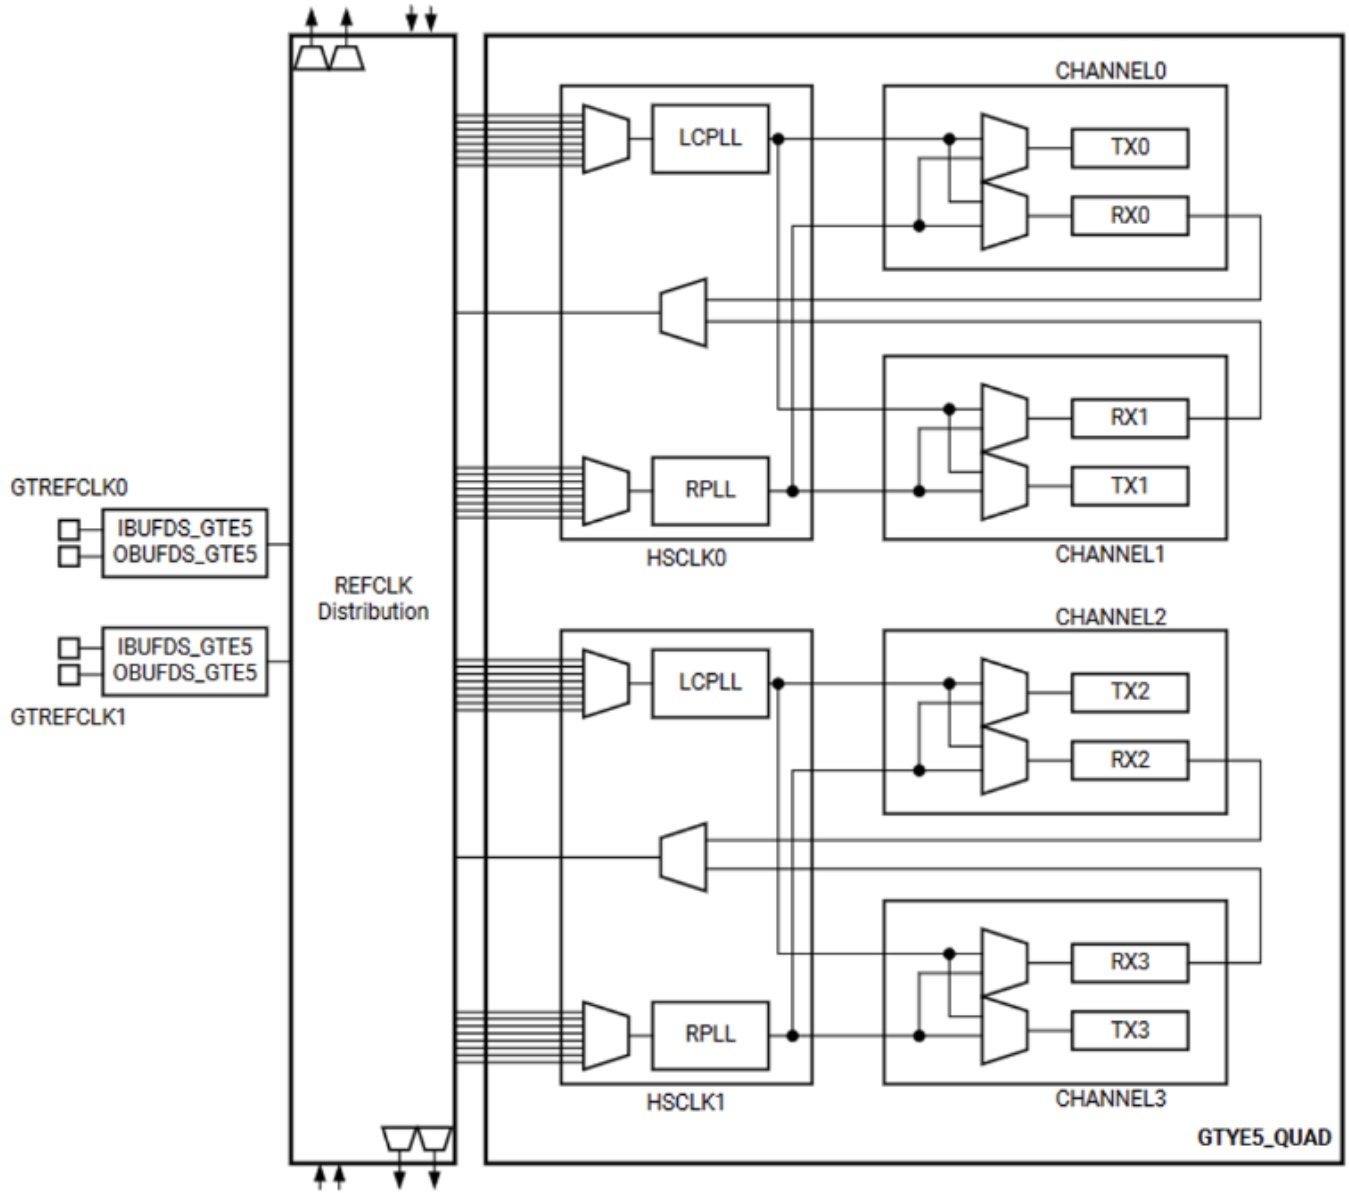 CHANNEL0
LCPLL
TX0
RX0
RX1
RPLL
TX1
HSCLK0
CHANNEL1
GTREFCLK0
IBUFDS_GTE5
OBUFDS_GTE5
IBUFDS_GTE5
OBUFDS_GTE5
GTREFCLK1
REFCLK
Distribution
CHANNEL2
LCPLL
TX2
RX2
RX3
RPLL
TX3
HSCLK1
CHANNEL3
GTYE5_QUAD